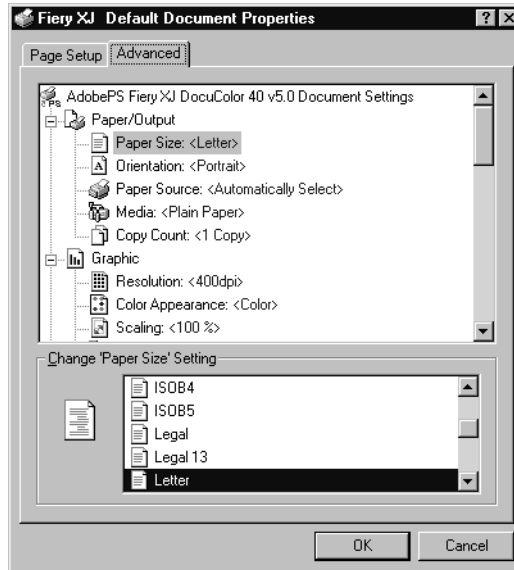 Fiery XJ Default Document Properties
Page Setup
Advanced
AdobePS Fiery XJ DocuColor 40 v5.0 Document Settings
Paper/Output
Paper Size: <Letter>
Orientation: <Portrait>
Paper Source: <Automatically Select>
Media: <Plain Paper>
Copy Count: <1 Copy>
Graphic
Resolution: <400dpi>
Color Appearance: <Color>
Scaling: <100 %>
Change 'Paper Size' Setting
ISOB4
ISOB5
Legal
Legal 13
Letter
OK
Cancel